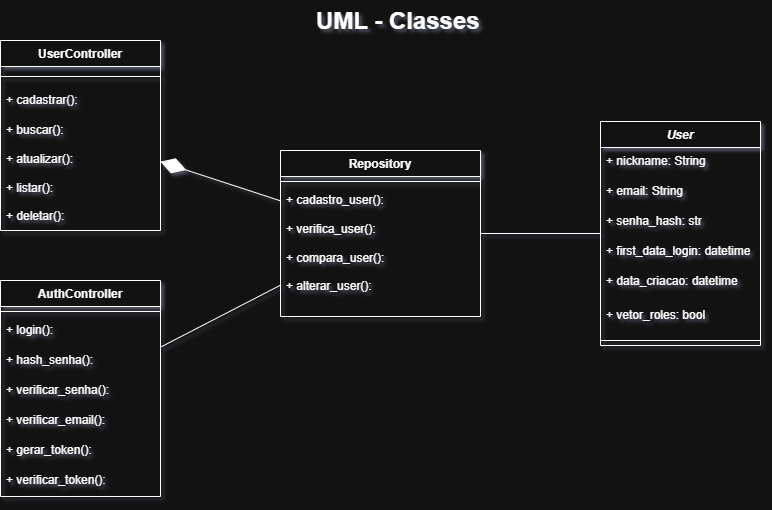 UML - Classes
UserController
+ cadastrar():
+ buscar():
+ atualizar():
+ listar():
+ deletar():
Repository
+ cadastro_user():
+ verifica_user():
+ compara_user():
+ alterar_user():
User
+ nickname: String
+ email: String
+ senha_hash: str
+ first_data_login: datetime
+ data_criacao: datetime
+ vetor_roles: bool
AuthController
+ login():
+ hash_senha():
+ verificar_senha():
+ verificar_email():
+ gerar_token():
+ verificar_token():